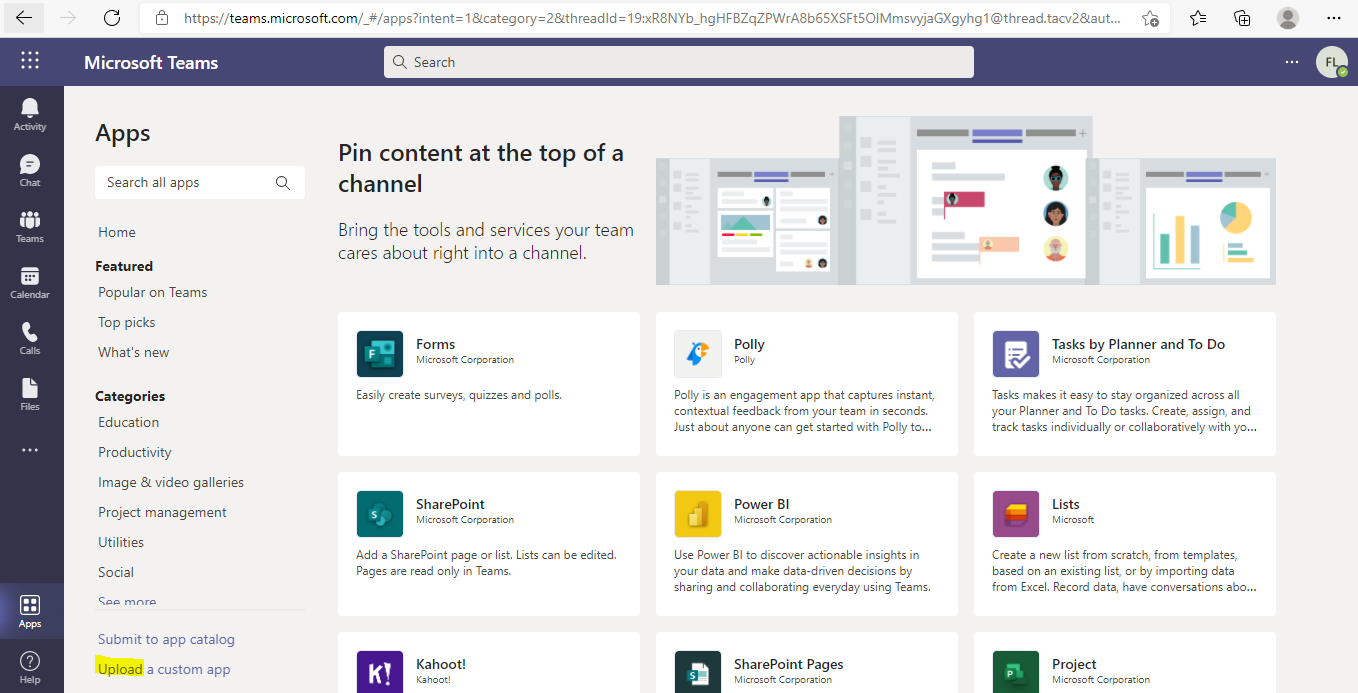 https://teams.microsoft.com/_#/apps?intent=1&category=2&threadId=19:xR8NYb_hgHFBZqZPWrA8b65XSFt5OIMmsvyjaGXgyhg1@thread.tacv2&aut...
Microsoft Teams
Search
FL
Activity
Chat
Teams
Calendar
Calls
Files
Apps
Help
Apps
Search all apps
Home
Featured
Popular on Teams
Top picks
What's new
Categories
Education
Productivity
Image & video galleries
Project management
Utilities
Social
See more
Submit to app catalog
Upload a custom app
Pin content at the top of a
channel
Bring the tools and services your team
cares about right into a channel.
F
Forms
Microsoft Corporation
Easily create surveys, quizzes and polls.
Polly
Polly
Polly is an engagement app that captures instant,
contextual feedback from your team in seconds.
Just about anyone can get started with Polly to...
Tasks by Planner and To Do
Microsoft Corporation
Tasks makes it easy to stay organized across all
your Planner and To Do tasks. Create, assign, and
track tasks individually or collaboratively with yo...
S
SharePoint
Microsoft Corporation
Add a SharePoint page or list. Lists can be edited.
Pages are read only in Teams.
Power BI
Microsoft Corporation
Use Power BI to discover actionable insights in
your data and make data-driven decisions by
sharing and collaborating everyday using Teams.
Lists
Microsoft
Create a new list from scratch, from templates,
based on an existing list, or by importing data
from Excel. Record data, have conversations abo...
K!
Kahoot!
Kahoot!
S
SharePoint Pages
Microsoft Corporation
P
Project
Microsoft Corporation